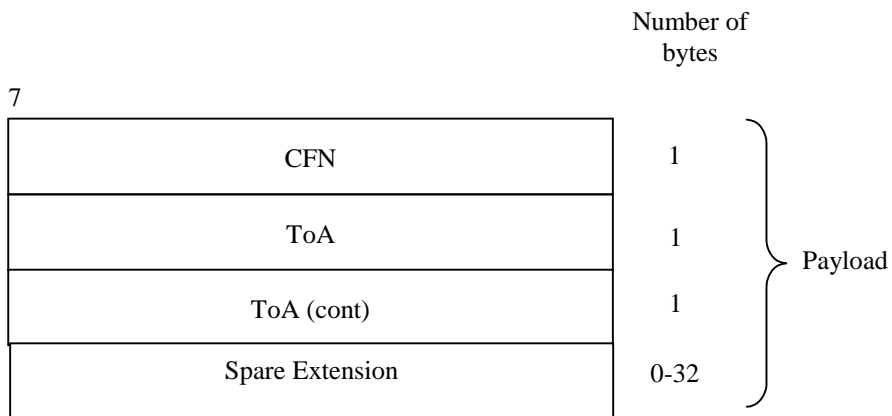 Number of
bytes
7
CFN 1
ToA 1
Payload
ToA (cont) 1
Spare Extension 0-32